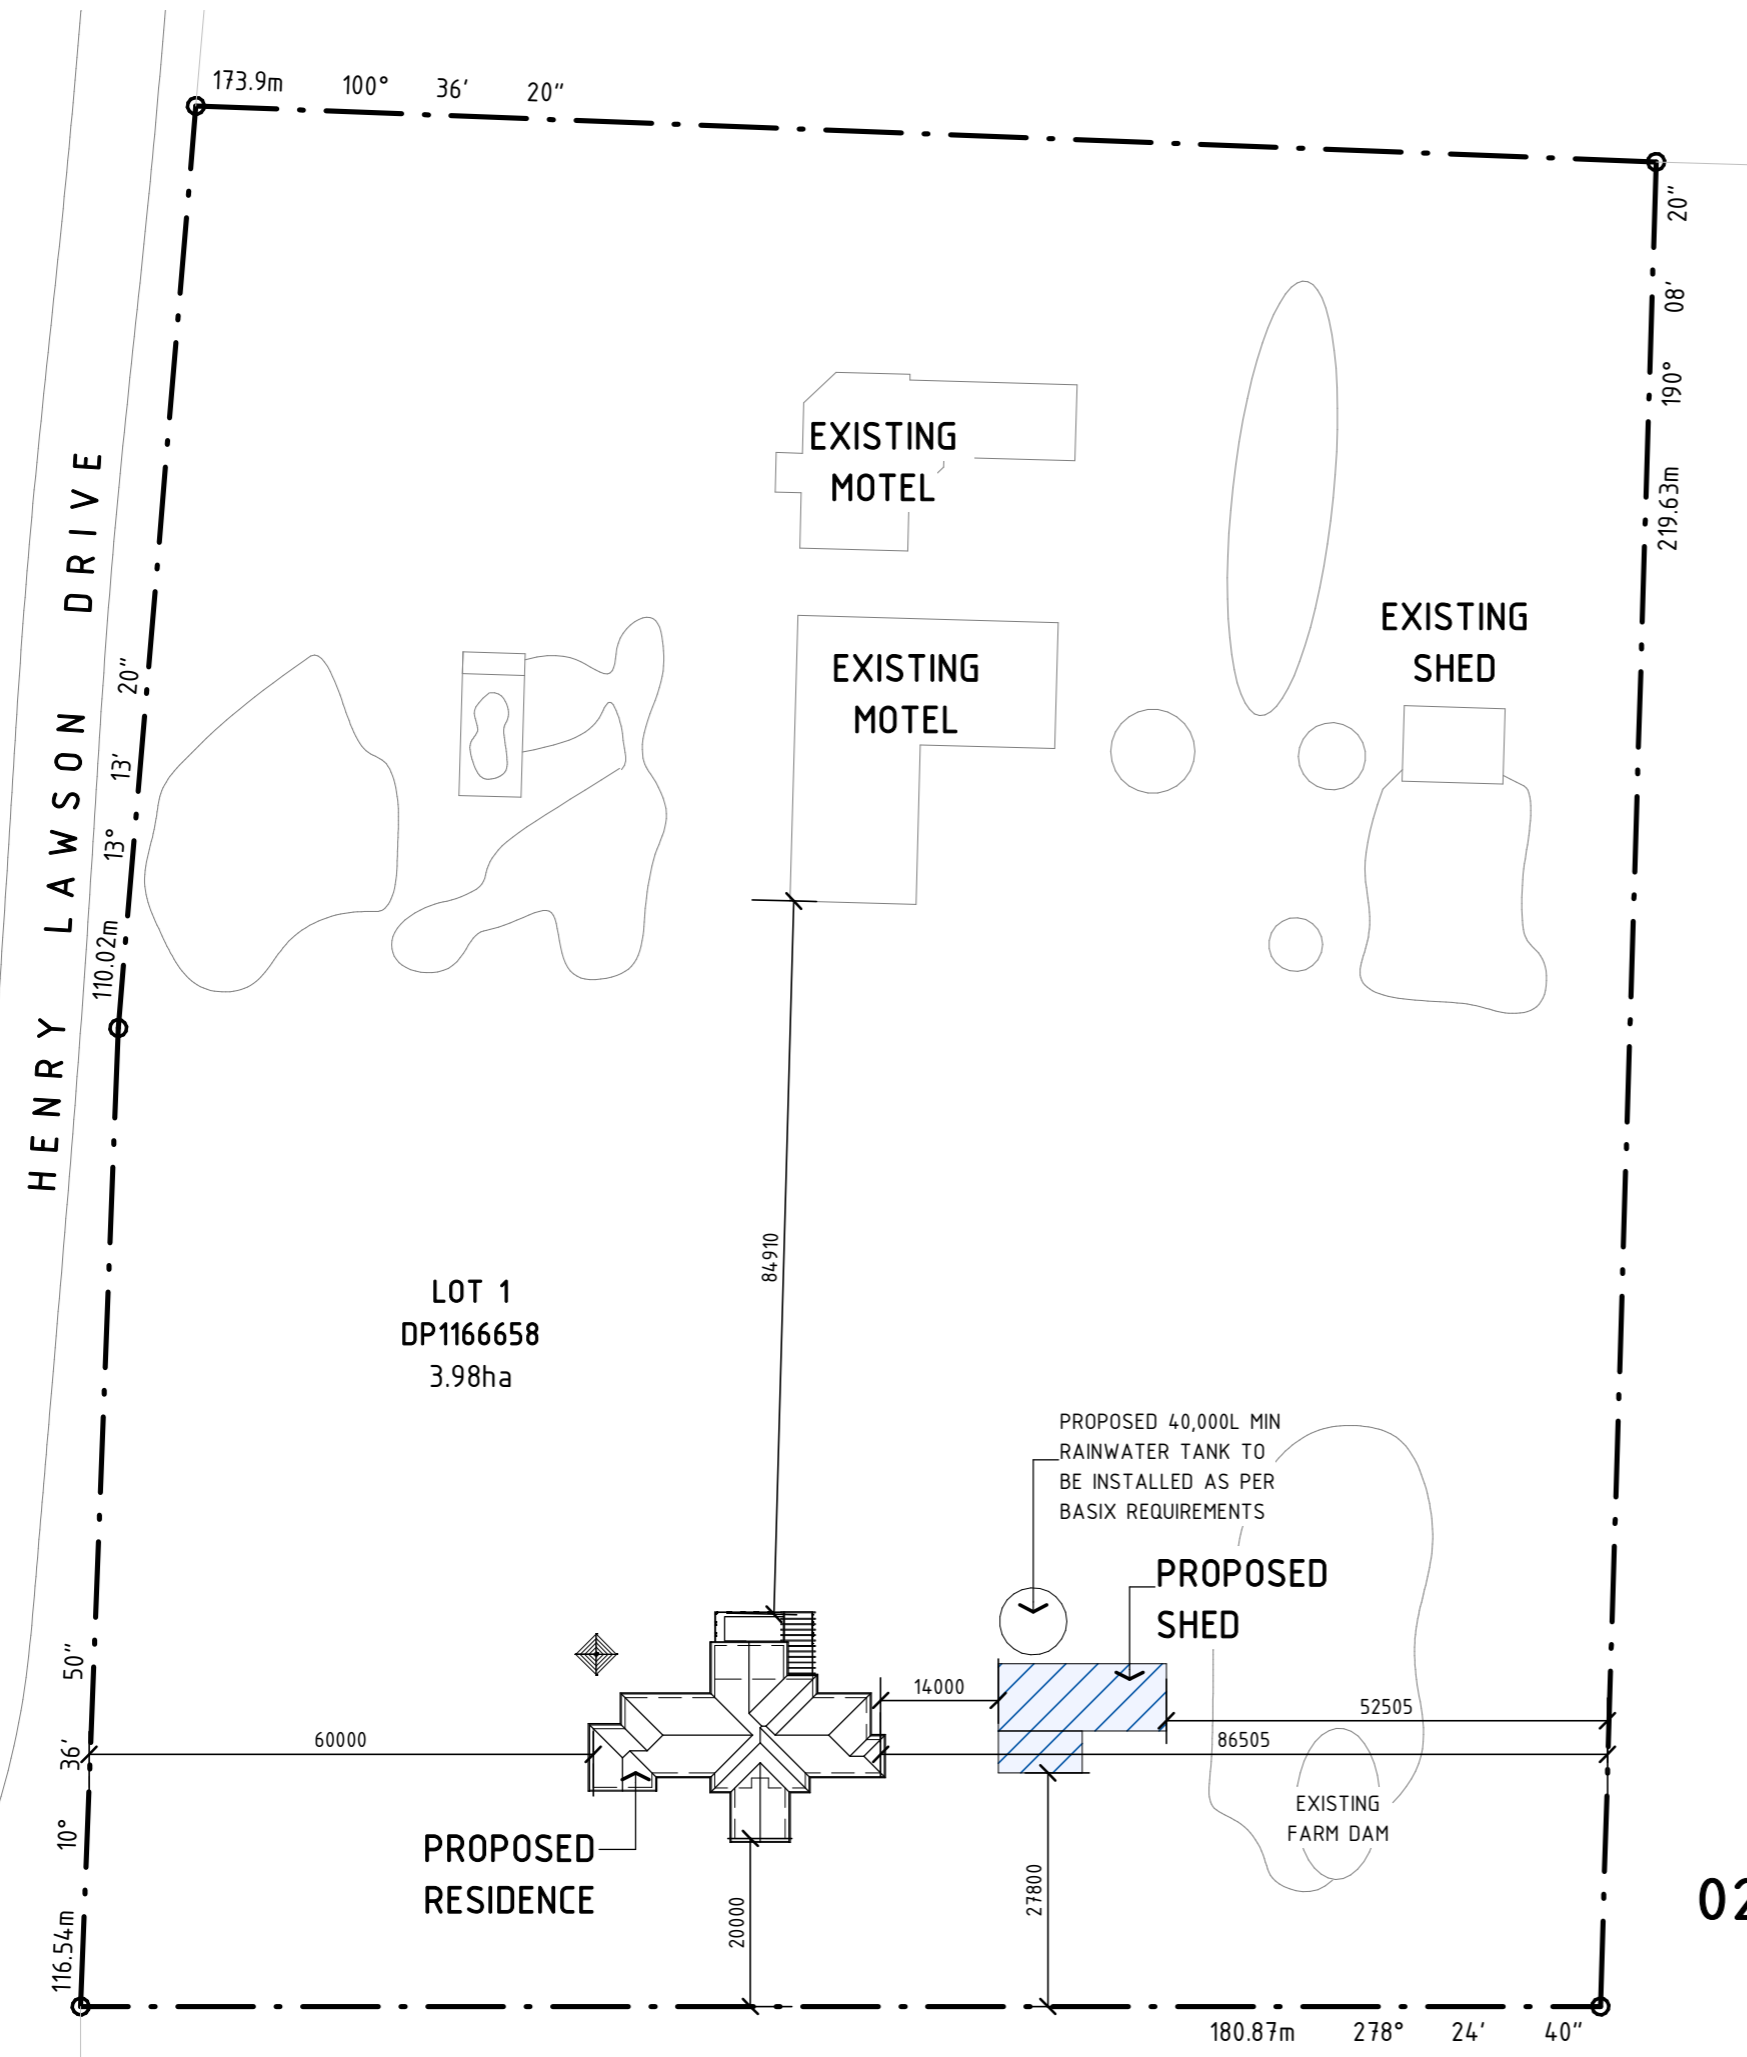 173.9m 100° 36' 20"
20"
08'
190°
219.63m
HENRY LAWSON DRIVE
20"
13'
13°
110.02m
EXISTING
MOTEL
EXISTING
MOTEL
EXISTING
SHED
84910
LOT 1
DP1166658
3.98ha
PROPOSED 40,000L MIN
RAINWATER TANK TO
BE INSTALLED AS PER
BASIX REQUIREMENTS
PROPOSED
SHED
50"
36'
10°
116.54m
60000
14000
52505
86505
PROPOSED
RESIDENCE
20000
27800
EXISTING
FARM DAM
02
180.87m 278° 24' 40"